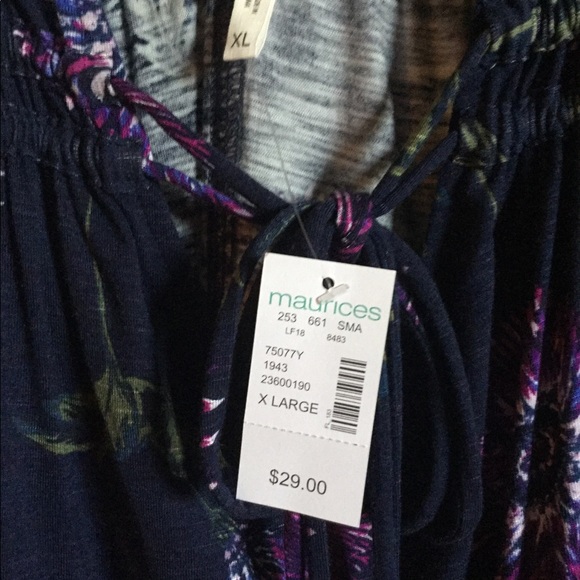 XL
maurices
253 661 SMA
LF18 8483
75077Y
1943
23600190
X LARGE
$29.00